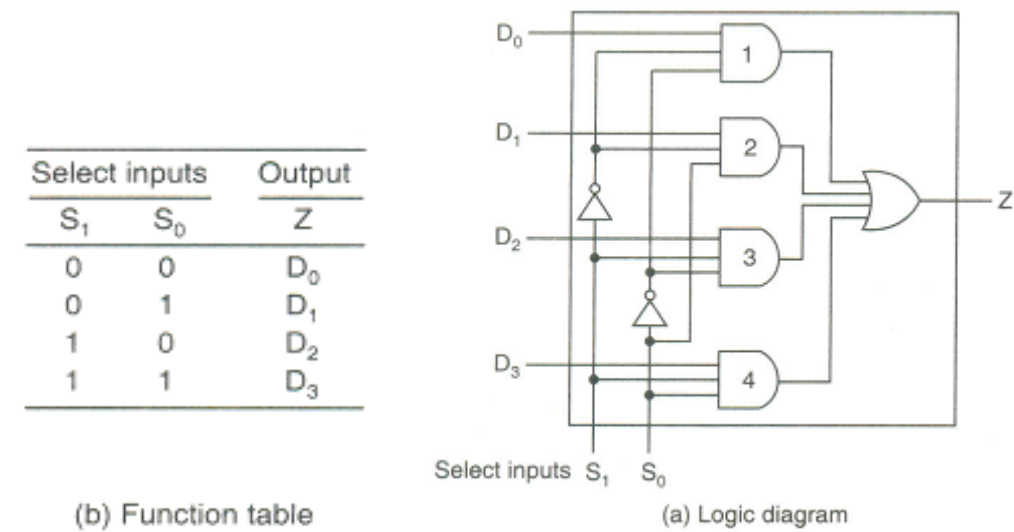 Select inputs Output
S₁ S₀ Z
0 0 D₀
0 1 D₁
1 0 D₂
1 1 D₃
(b) Function table
D₀
1
D₁
2
Z
D₂
3
D₃
4
Select inputs S₁ S₀
(a) Logic diagram